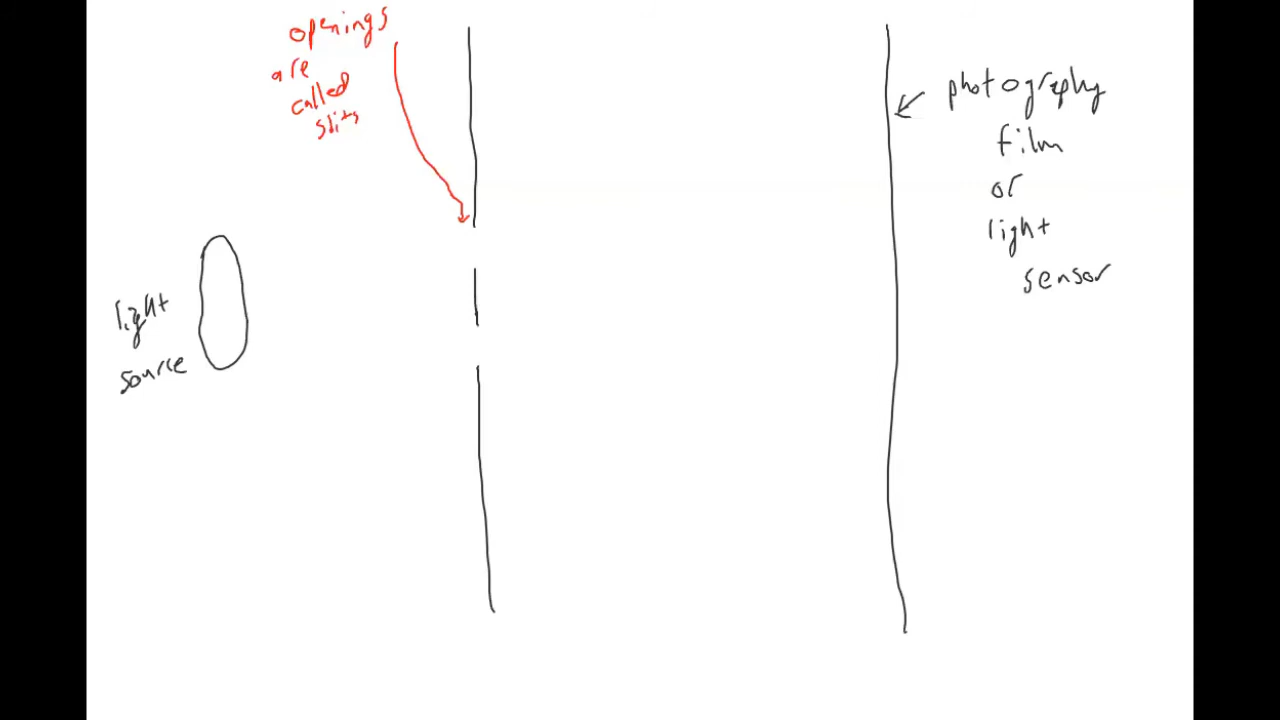 openings
are
called
slits
light
source
photography
film
or
light
sensor